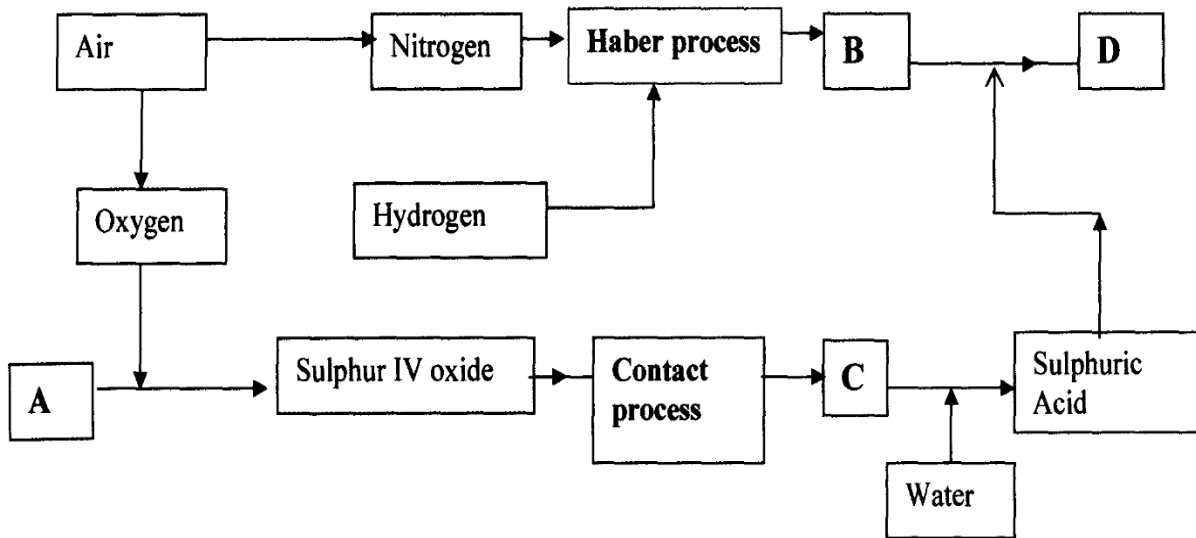 Air
Nitrogen
Haber process
B
D
Oxygen
Hydrogen
A
Sulphur IV oxide
Contact
process
C
Sulphuric
Acid
Water